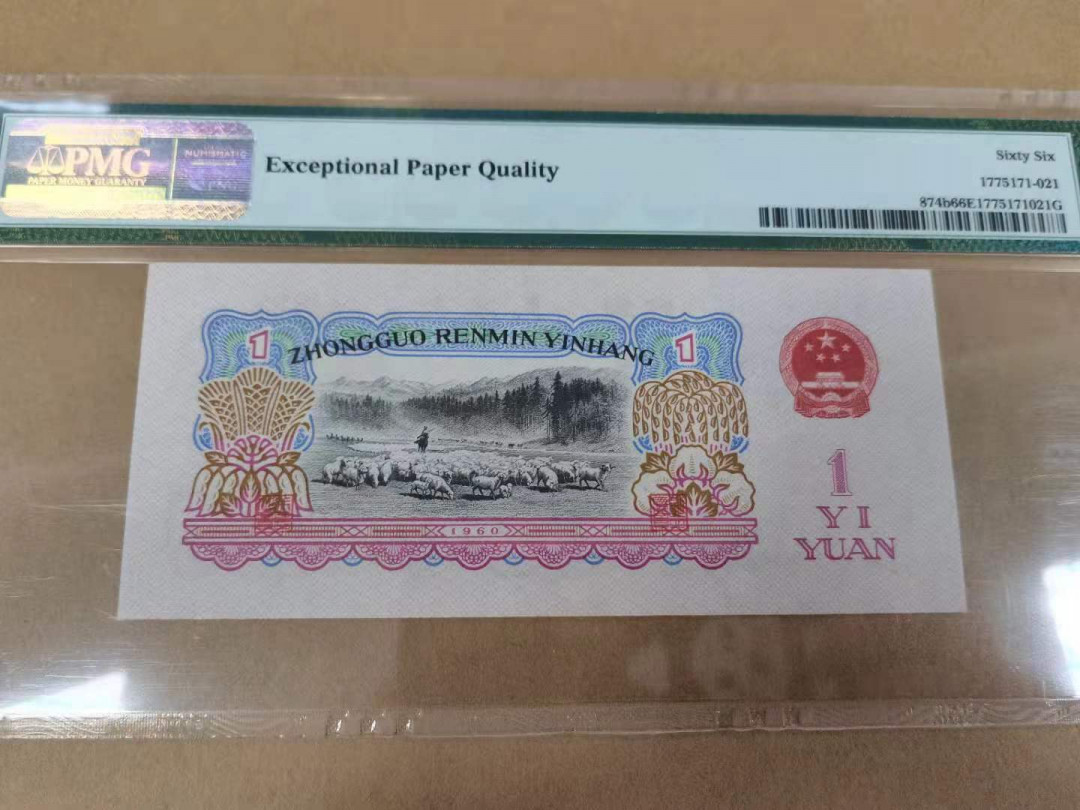 PMG
PAPER MONEY GUARANTY
NUMISMATIC
Exceptional Paper Quality
Sixty Six
1775171-021
874b66E1775171021G
1
ZHONGGUO RENMIN YINHANG
1
1960
1
YI
YUAN